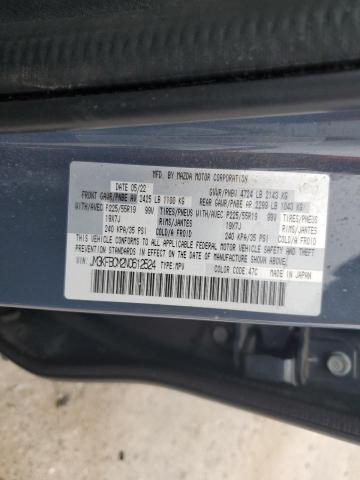 MFG. BY MAZDA MOTOR CORPORATION
DATE 05/22 GVWR/PNBV 4724 LB 2143 KG
FRONT GAWR/PNBE AV 2425 LB 1100 KG REAR GAWR/PNBE AR 2299 LB 1043 KG
WITH/AVEC P225/55R19 99V TIRES/PNEUS WITH/AVEC P225/55R19 99V TIRES/PNEUS
19X7J RIMS/JANTES 19X7J RIMS/JANTES
240 KPA/35 PSI COLD/A FROID 240 KPA/35 PSI COLD/A FROID
THIS VEHICLE CONFORMS TO ALL APPLICABLE FEDERAL MOTOR
VEHICLE SAFETY AND THEFT PREVENTION STANDARDS
IN EFFECT ON THE DATE OF MANUFACTURE SHOWN ABOVE.
TYPE:MPV COLOR: 47C MADE IN JAPAN